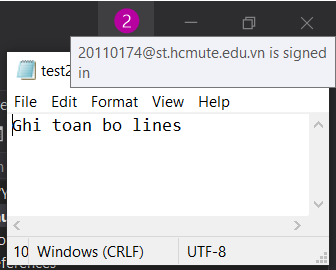 2
20110174@st.hcmute.edu.vn is signed
in
test2
File Edit Format View Help
Ghi toan bo lines
10 Windows (CRLF) UTF-8